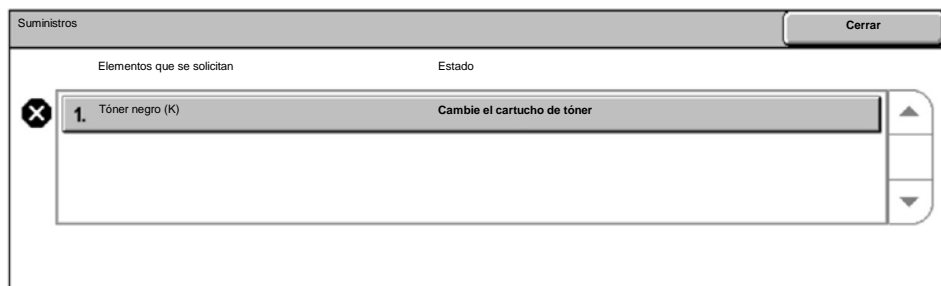 Suministros
Cerrar
Elementos que se solicitan Estado
1. Tóner negro (K) Cambie el cartucho de tóner